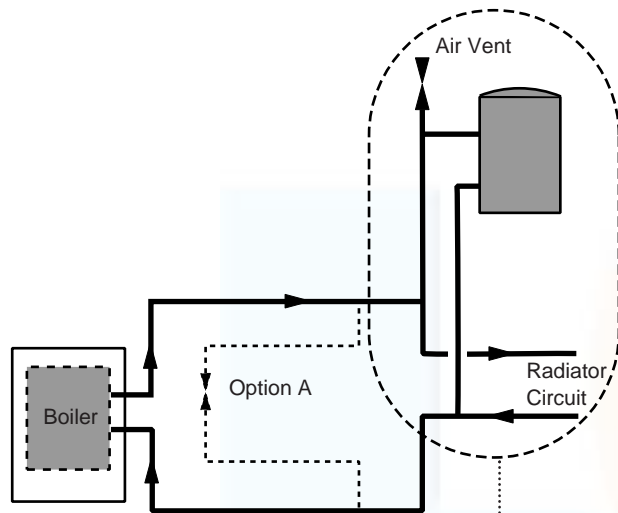 Air Vent
Option A
Radiator
Circuit
Boiler